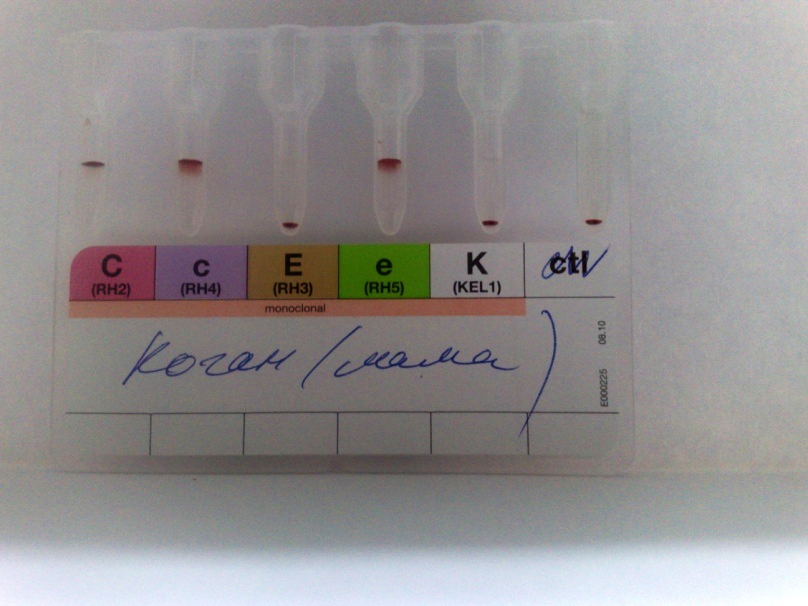 C c E e K ctl
(RH2) (RH4) (RH3) (RH5) (KEL1)
monoclonal
Коган (мама)
E000225 08.10